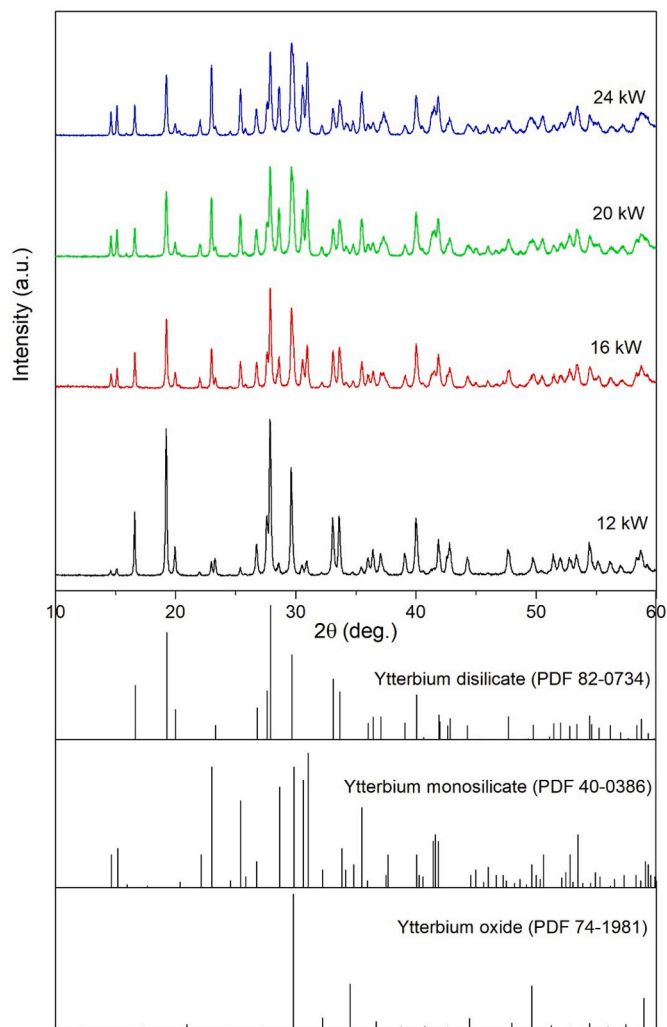 24 kW
20 kW
16 kW
12 kW
Intensity (a.u.)
10 20 30 40 50 60
2θ (deg.)
Ytterbium disilicate (PDF 82-0734)
Ytterbium monosilicate (PDF 40-0386)
Ytterbium oxide (PDF 74-1981)